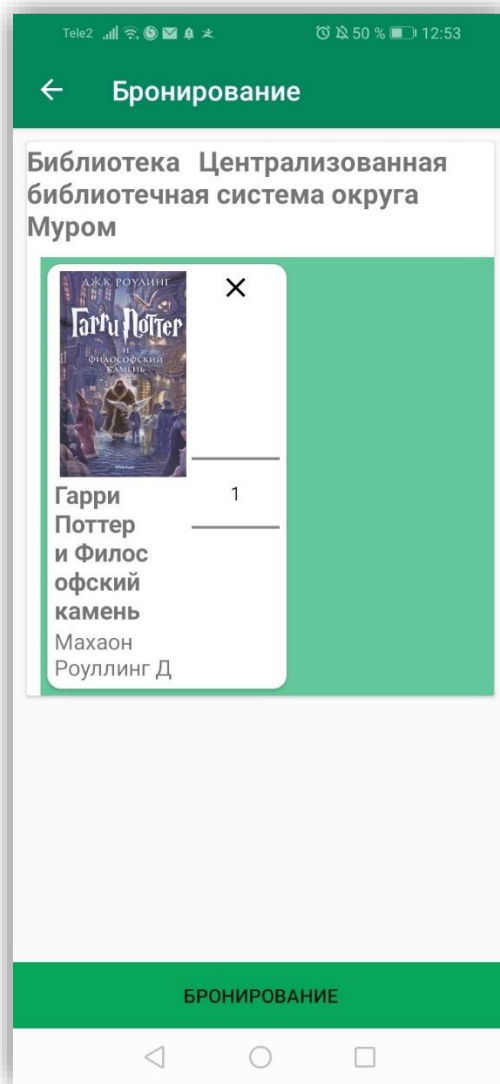 Tele2 50 % 12:53
Бронирование
Библиотека Централизованная
библиотечная система округа
Муром
ДЖ.К. РОУЛИНГ
Гарри Поттер
И
ФИЛОСОФСКИЙ
КАМЕНЬ
Гарри
Поттер
и Филос
офский
камень
Махаон
Роуллинг Д
1
БРОНИРОВАНИЕ